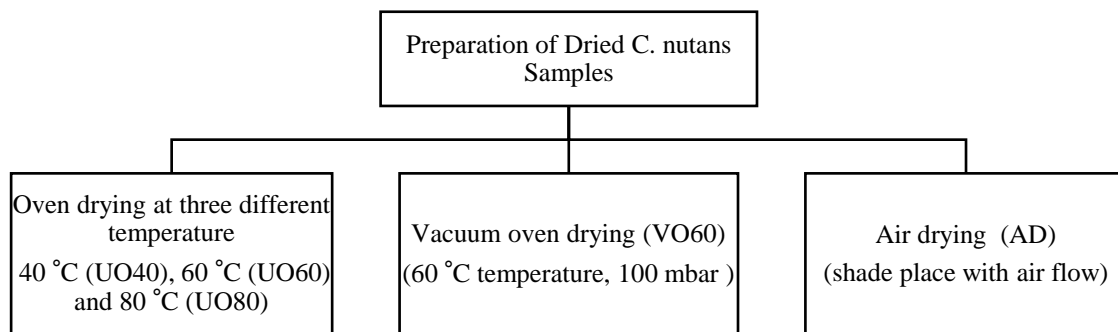 Preparation of Dried C. nutans
Samples
Oven drying at three different
temperature
40 ˚C (UO40), 60 ˚C (UO60)
and 80 ˚C (UO80)
Vacuum oven drying (VO60)
(60 ˚C temperature, 100 mbar )
Air drying (AD)
(shade place with air flow)